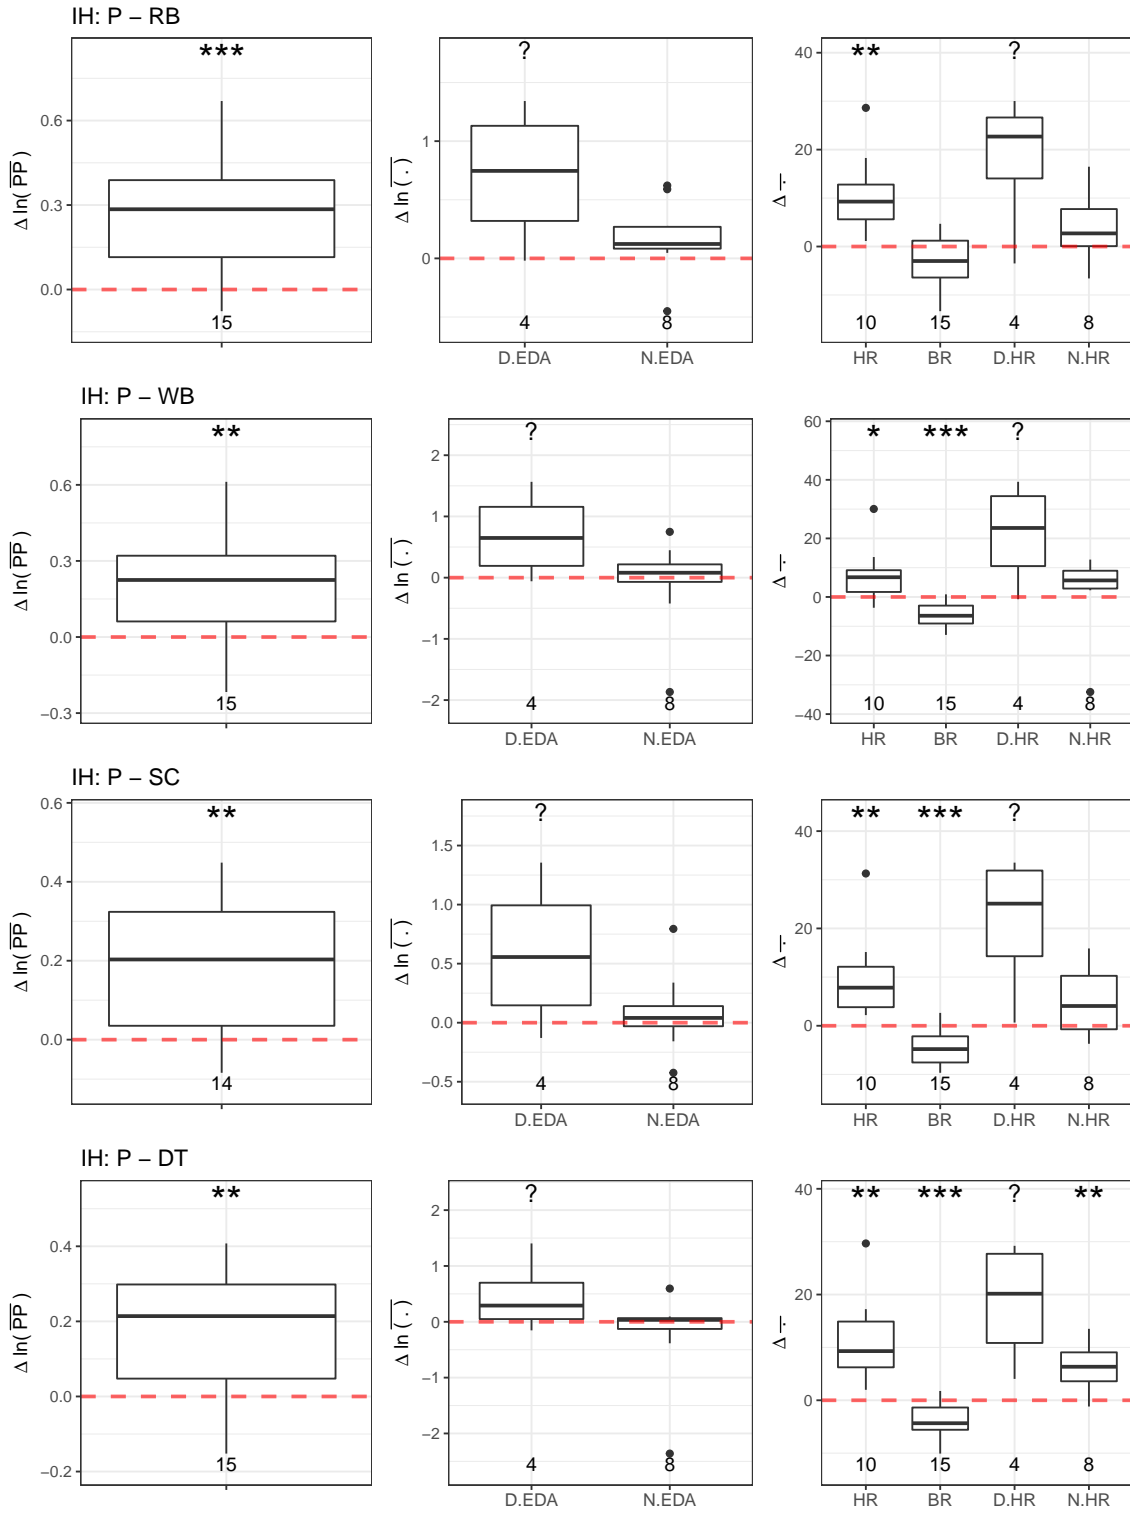 IH: P − RB
Δ ln( PP )
0.6
0.3
0.0
***
15
Δ ln( . )
1
0
?
4
8
D.EDA
N.EDA
Δ .
40
20
0
**
?
10
15
4
8
HR
BR
D.HR
N.HR
IH: P − WB
Δ ln( PP )
0.6
0.3
0.0
−0.3
**
15
Δ ln( . )
2
1
0
−1
−2
?
4
8
D.EDA
N.EDA
Δ .
60
40
20
0
−20
−40
*
***
?
10
15
4
8
HR
BR
D.HR
N.HR
IH: P − SC
Δ ln( PP )
0.6
0.4
0.2
0.0
**
14
Δ ln( . )
1.5
1.0
0.5
0.0
−0.5
?
4
8
D.EDA
N.EDA
Δ .
40
20
0
**
***
?
10
15
4
8
HR
BR
D.HR
N.HR
IH: P − DT
Δ ln( PP )
0.4
0.2
0.0
−0.2
**
15
Δ ln( . )
2
1
0
−1
−2
?
4
8
D.EDA
N.EDA
Δ .
40
20
0
**
***
?
**
10
15
4
8
HR
BR
D.HR
N.HR